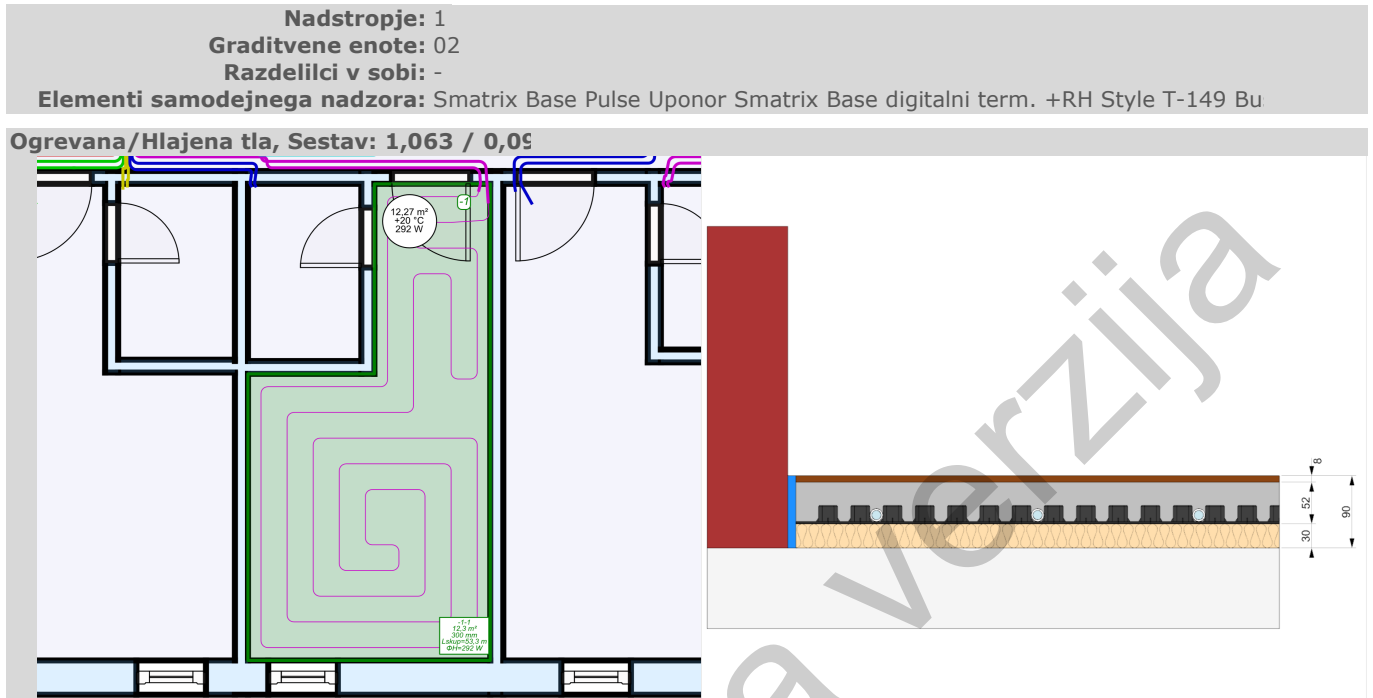 Nadstropje: 1
Graditvene enote: 02
Razdelilci v sobi: -
Elementi samodejnega nadzora: Smatrix Base Pulse Uponor Smatrix Base digitalni term. +RH Style T-149 Bu
Ogrevana/Hlajena tla, Sestav: 1,063 / 0,09
-1
12,27 m²
+20 °C
292 W
-1-1
12,3 m²
300 mm
Lskup=53,3 m
ΦH=292 W
8
52
90
30
a verzija